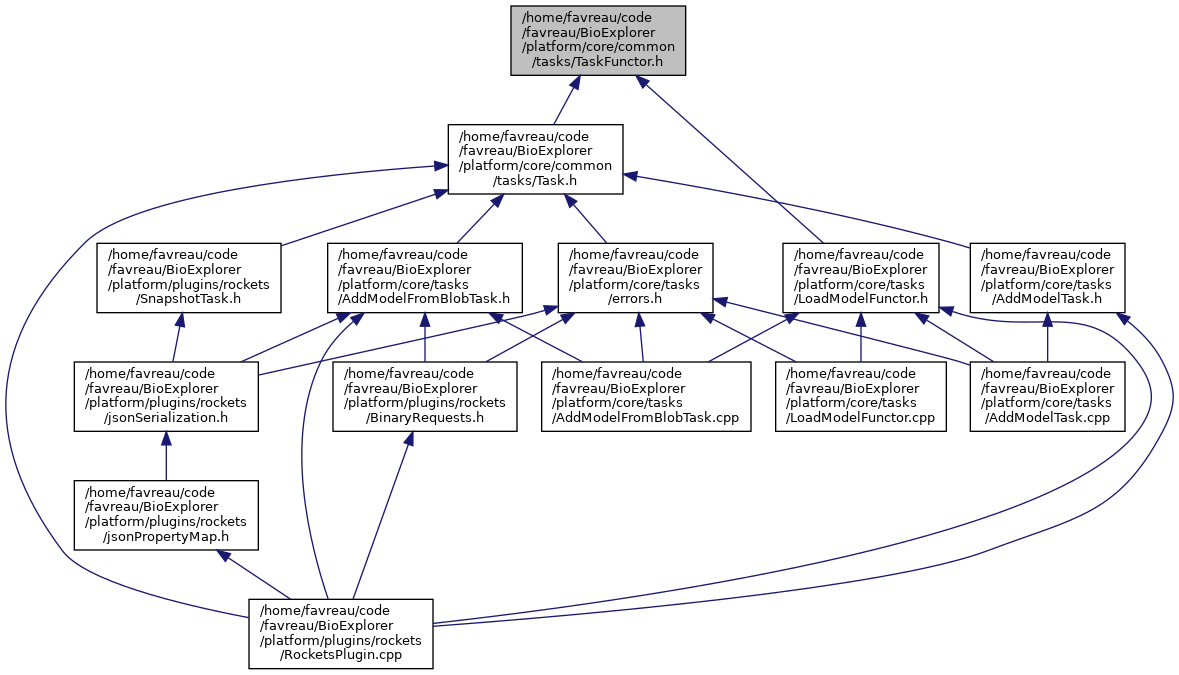 /home/favreau/code
/favreau/BioExplorer
/platform/core/common
/tasks/TaskFunctor.h
/home/favreau/code
/favreau/BioExplorer
/platform/core/common
/tasks/Task.h
/home/favreau/code
/favreau/BioExplorer
/platform/plugins/rockets
/SnapshotTask.h
/home/favreau/code
/favreau/BioExplorer
/platform/core/tasks
/AddModelFromBlobTask.h
/home/favreau/code
/favreau/BioExplorer
/platform/core/tasks
/errors.h
/home/favreau/code
/favreau/BioExplorer
/platform/core/tasks
/LoadModelFunctor.h
/home/favreau/code
/favreau/BioExplorer
/platform/core/tasks
/AddModelTask.h
/home/favreau/code
/favreau/BioExplorer
/platform/plugins/rockets
/jsonSerialization.h
/home/favreau/code
/favreau/BioExplorer
/platform/plugins/rockets
/BinaryRequests.h
/home/favreau/code
/favreau/BioExplorer
/platform/core/tasks
/AddModelFromBlobTask.cpp
/home/favreau/code
/favreau/BioExplorer
/platform/core/tasks
/LoadModelFunctor.cpp
/home/favreau/code
/favreau/BioExplorer
/platform/core/tasks
/AddModelTask.cpp
/home/favreau/code
/favreau/BioExplorer
/platform/plugins/rockets
/jsonPropertyMap.h
/home/favreau/code
/favreau/BioExplorer
/platform/plugins/rockets
/RocketsPlugin.cpp